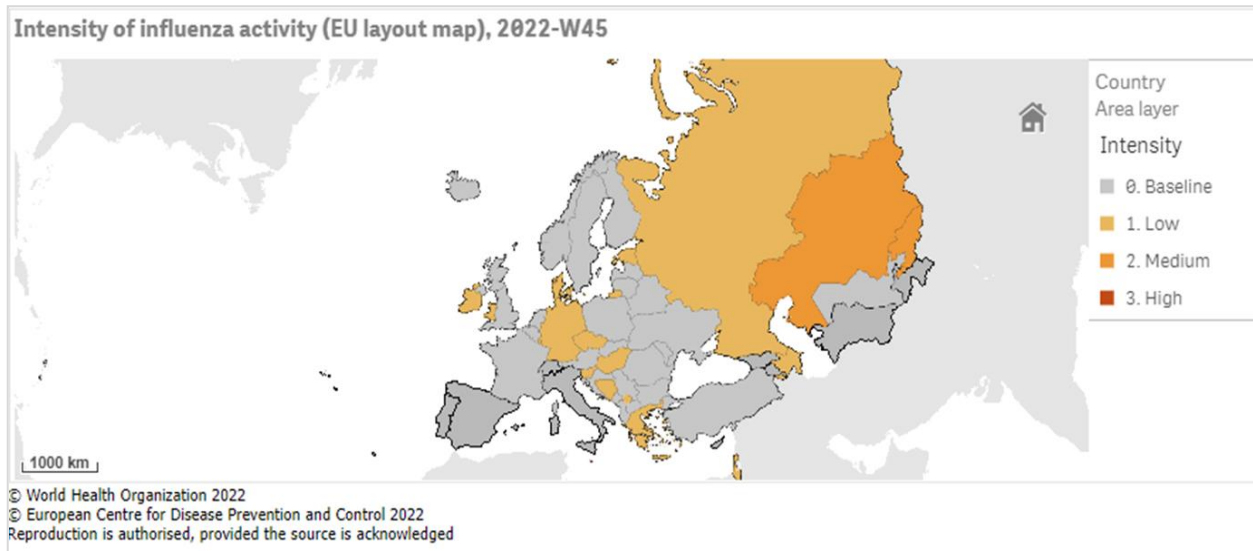 Intensity of influenza activity (EU layout map), 2022-W45
Country
Area layer
Intensity
0. Baseline
1. Low
2. Medium
3. High
1000 km
© World Health Organization 2022
© European Centre for Disease Prevention and Control 2022
Reproduction is authorised, provided the source is acknowledged